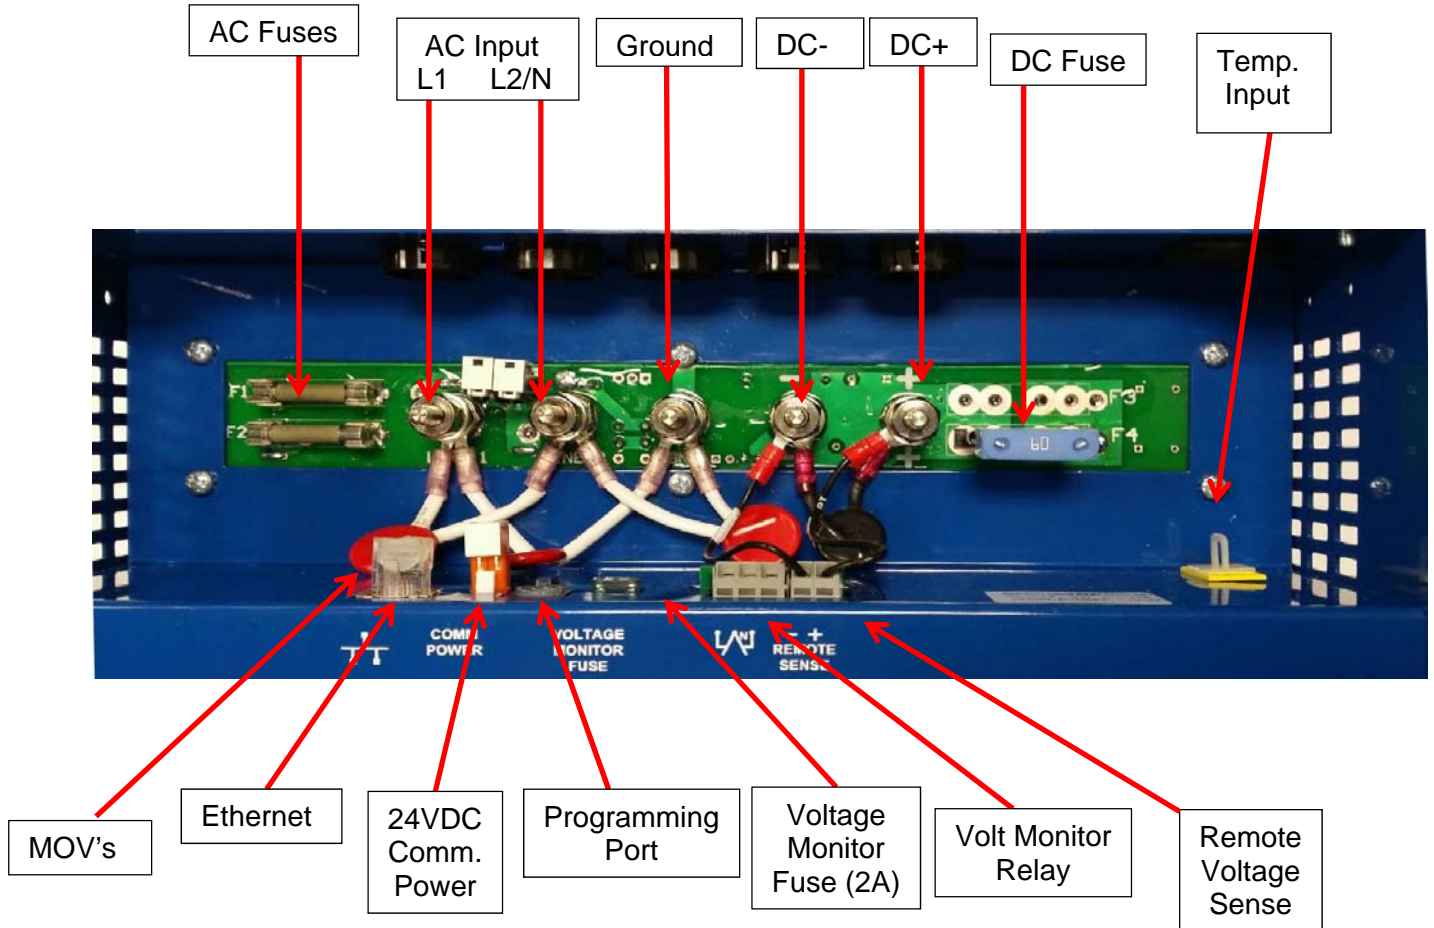 AC Fuses
AC Input
L1 L2/N
Ground
DC-
DC+
DC Fuse
Temp.
Input
F1
F2
F3
F4
60
- +
COMM
POWER
VOLTAGE
MONITOR
FUSE
- +
REMOTE
SENSE
MOV's
Ethernet
24VDC
Comm.
Power
Programming
Port
Voltage
Monitor
Fuse (2A)
Volt Monitor
Relay
Remote
Voltage
Sense